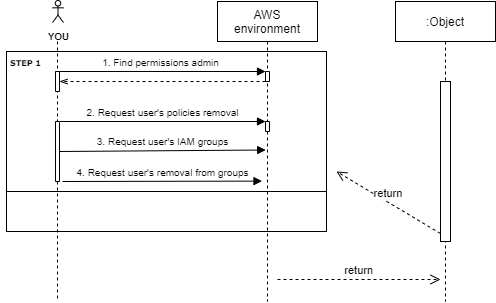 AWS
environment
:Object
YOU
STEP 1
1. Find permissions admin
2. Request user's policies removal
3. Request user's IAM groups
4. Request user's removal from groups
return
return